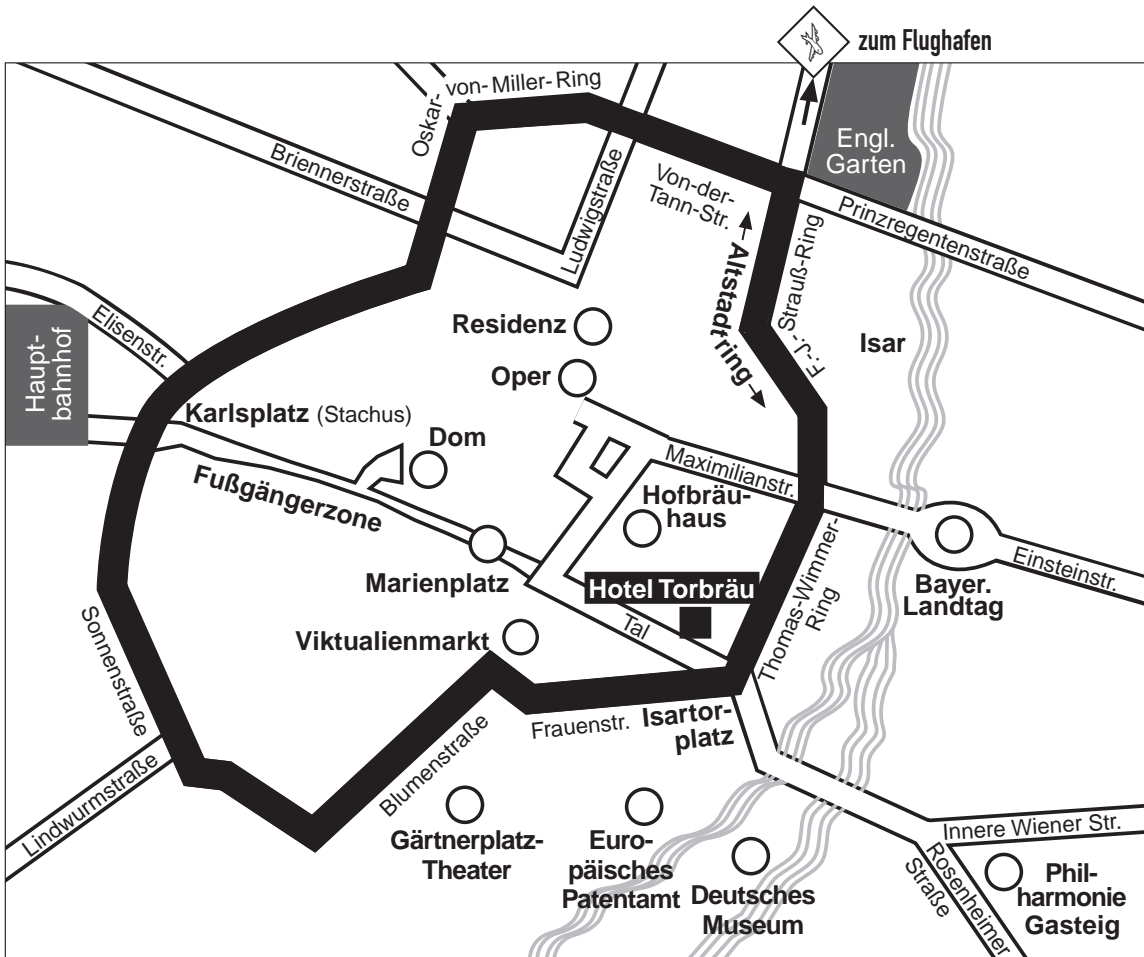 zum Flughafen
Oskar-
von-Miller-Ring
Briennerstraße
Ludwigstraße
Von-der-
Tann-Str.
Engl.
Garten
Prinzregentenstraße
Altstadtring
F.-J.-Strauß-Ring
Isar
Elisenstr.
Haupt-
bahnhof
Residenz
Oper
Karlsplatz (Stachus)
Dom
Fußgängerzone
Maximilianstr.
Hofbräu-
haus
Marienplatz
Hotel Torbräu
Tal
Thomas-Wimmer-
Ring
Bayer.
Landtag
Einsteinstr.
Viktualienmarkt
Sonnenstraße
Lindwurmstraße
Blumenstraße
Frauenstr.
Isartor-
platz
Gärtnerplatz-
Theater
Euro-
päisches
Patentamt
Deutsches
Museum
Innere Wiener Str.
Rosenheimer
Straße
Phil-
harmonie
Gasteig